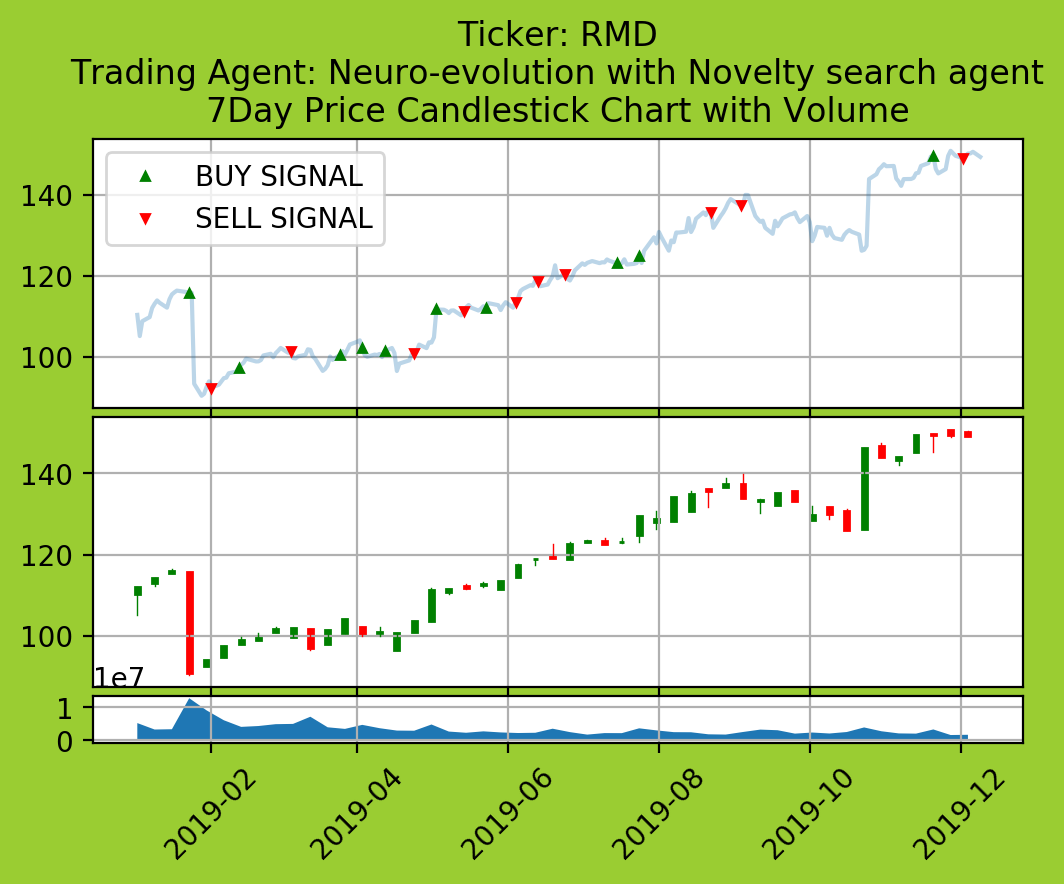 Ticker: RMD
Trading Agent: Neuro-evolution with Novelty search agent
7Day Price Candlestick Chart with Volume
BUY SIGNAL
SELL SIGNAL
140
120
100
140
120
100
1e7
1
0
2019-02
2019-04
2019-06
2019-08
2019-10
2019-12